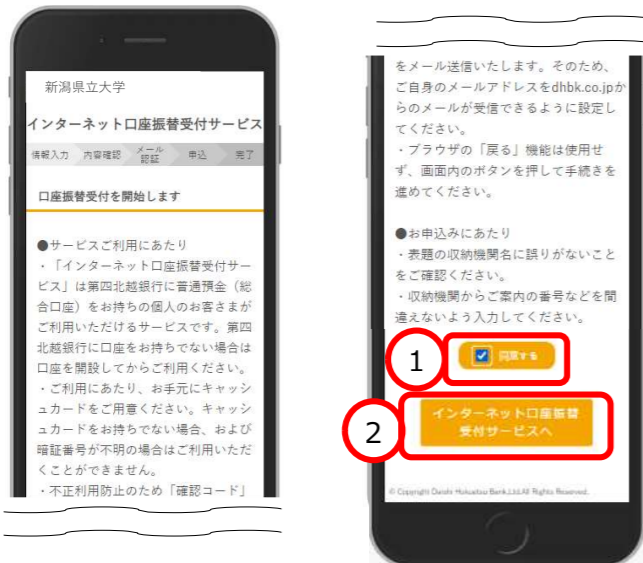 新潟県立大学
インターネット口座振替受付サービス
情報入力 内容確認 メール認証 申込 完了
口座振替受付を開始します
●サービスご利用にあたり
・「インターネット口座振替受付サー
ビス」は第四北越銀行に普通預金（総
合口座）をお持ちの個人のお客さまが
ご利用いただけるサービスです。第四
北越銀行に口座をお持ちでない場合は
口座を開設してからご利用ください。
・ご利用にあたり、お手元にキャッシ
ュカードをご用意ください。キャッシ
ュカードをお持ちでない場合、および
暗証番号が不明の場合はご利用いただ
くことができません。
・不正利用防止のため「確認コード」
をメール送信いたします。そのため、
ご自身のメールアドレスをdhbk.co.jpか
らのメールが受信できるように設定し
てください。
・ブラウザの「戻る」機能は使用せ
ず、画面内のボタンを押して手続きを
進めてください。
●お申込みにあたり
・表題の収納機関名に誤りがないこと
をご確認ください。
・収納機関からご案内の番号などを間
違えないよう入力してください。
1
同意する
2
インターネット口座振替
受付サービスへ
© Copyright Daishi Hokuetsu Bank,Ltd.All Rights Reserved.